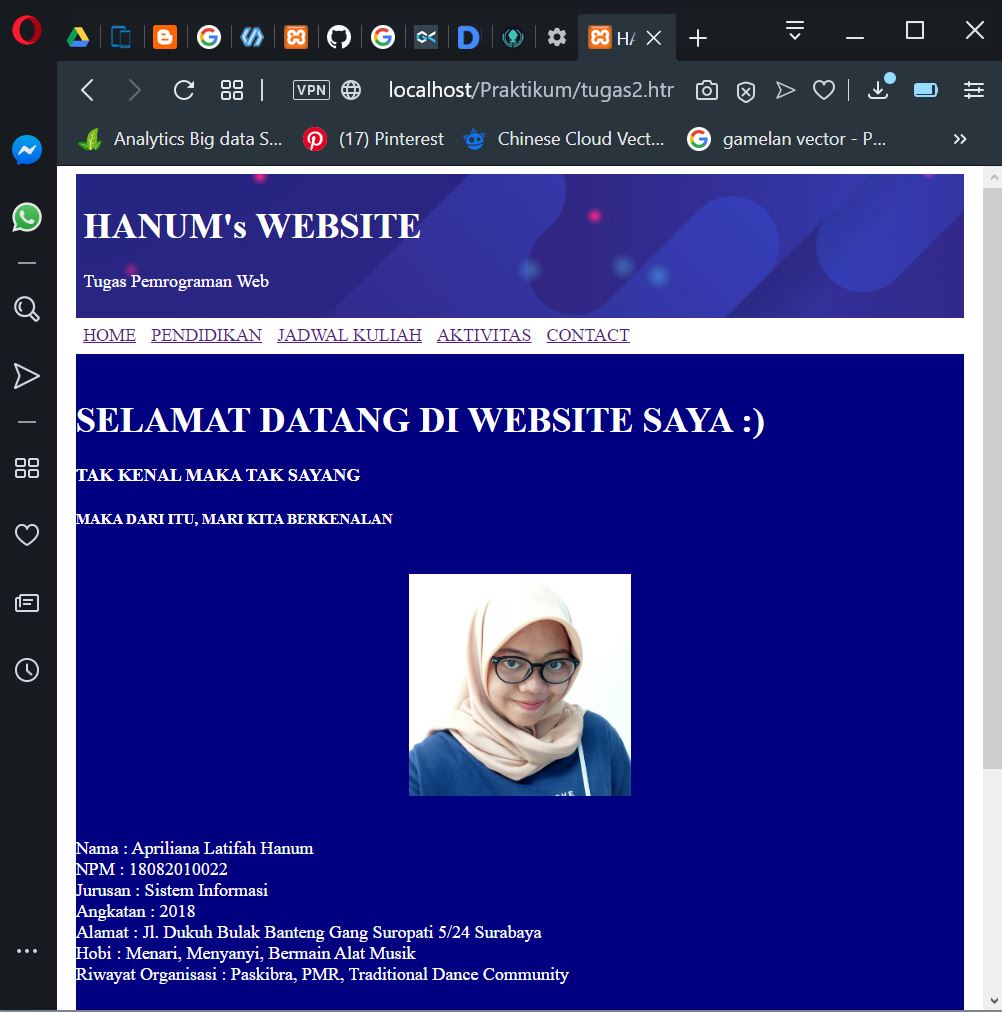 HA
VPN
localhost/Praktikum/tugas2.htr
Analytics Big data S...
(17) Pinterest
Chinese Cloud Vect...
gamelan vector - P...
HANUM's WEBSITE
Tugas Pemrograman Web
HOME PENDIDIKAN JADWAL KULIAH AKTIVITAS CONTACT
SELAMAT DATANG DI WEBSITE SAYA :)
TAK KENAL MAKA TAK SAYANG
MAKA DARI ITU, MARI KITA BERKENALAN
Nama : Apriliana Latifah Hanum
NPM : 18082010022
Jurusan : Sistem Informasi
Angkatan : 2018
Alamat : Jl. Dukuh Bulak Banteng Gang Suropati 5/24 Surabaya
Hobi : Menari, Menyanyi, Bermain Alat Musik
Riwayat Organisasi : Paskibra, PMR, Traditional Dance Community